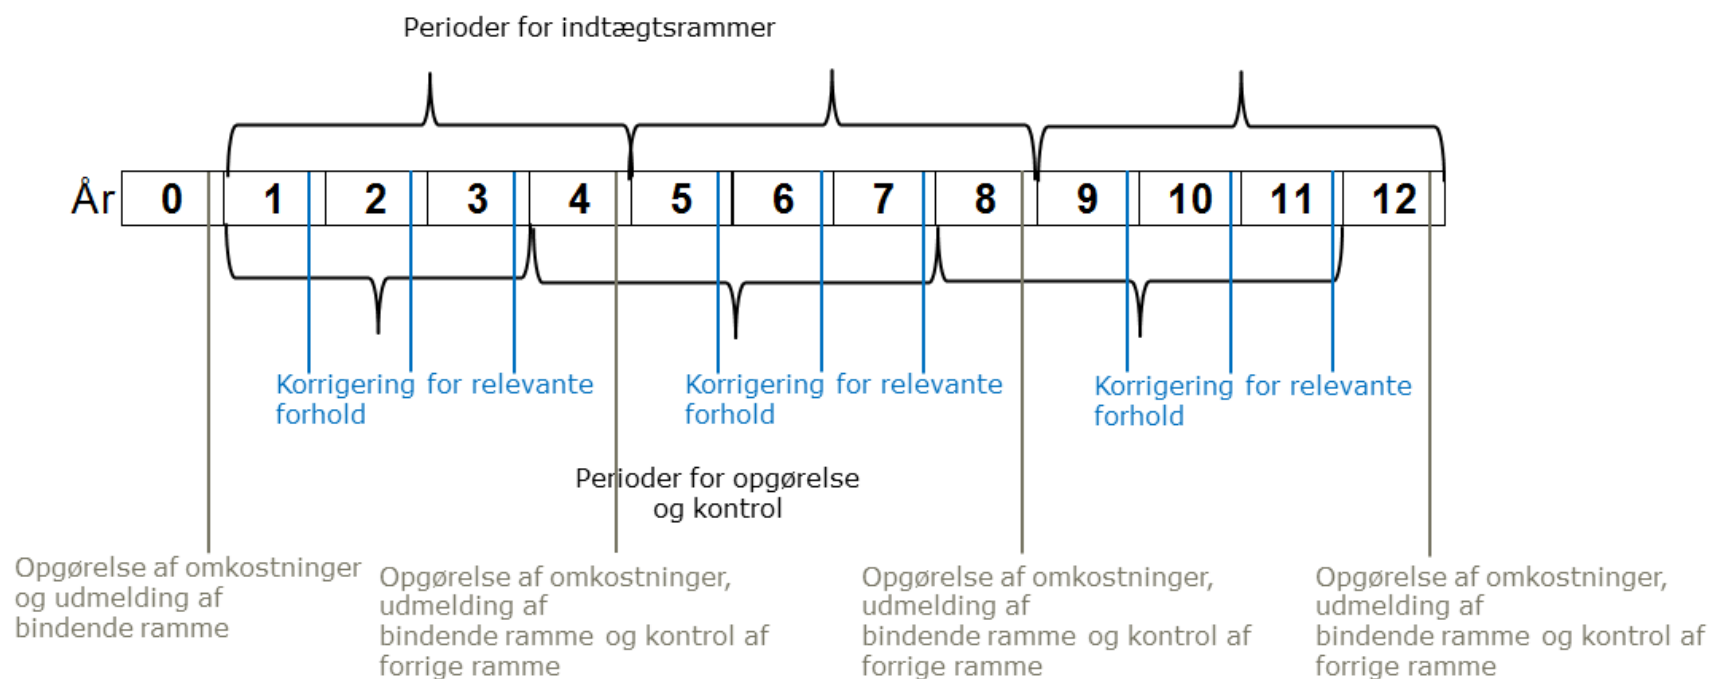 Perioder for indtægtsrammer
År 0 1 2 3 4 5 6 7 8 9 10 11 12
Korrigering for relevante
forhold
Korrigering for relevante
forhold
Korrigering for relevante
forhold
Perioder for opgørelse
og kontrol
Opgørelse af omkostninger
og udmelding af
bindende ramme
Opgørelse af omkostninger,
udmelding af
bindende ramme og kontrol af
forrige ramme
Opgørelse af omkostninger,
udmelding af
bindende ramme og kontrol af
forrige ramme
Opgørelse af omkostninger,
udmelding af
bindende ramme og kontrol af
forrige ramme